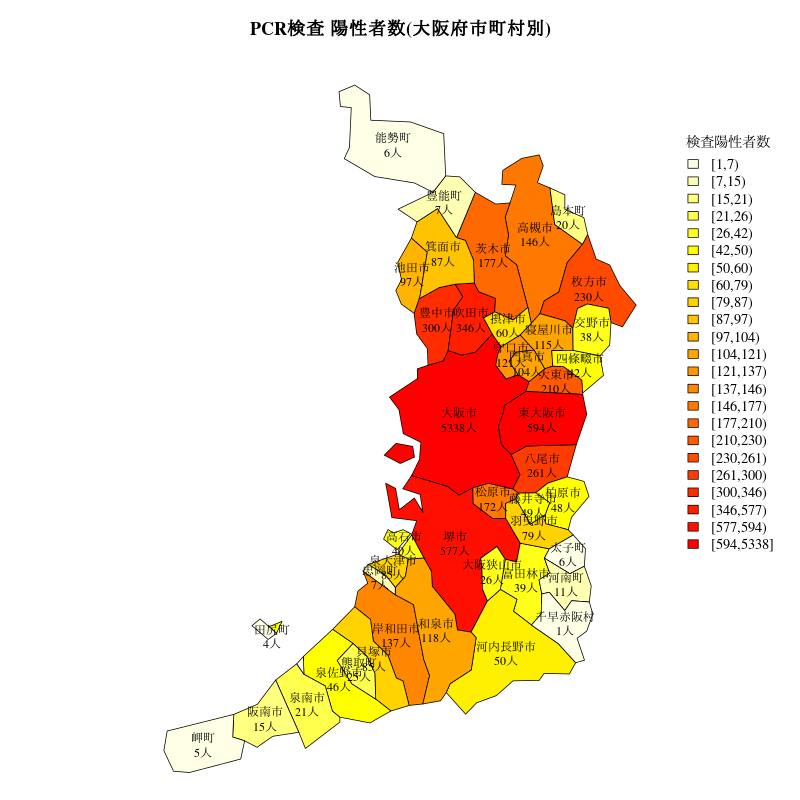 PCR検査 陽性者数(大阪府市町村別)
能勢町
6人
豊能町
7人
島本町
20人
高槻市
146人
茨木市
177人
箕面市
87人
池田市
97人
枚方市
230人
豊中市
300人
吹田市
346人
摂津市
60人
寝屋川市
115人
交野市
38人
守口市
121人
門真市
104人
四條畷市
42人
大東市
210人
大阪市
5338人
東大阪市
594人
八尾市
261人
松原市
172人
藤井寺市
49人
柏原市
48人
羽曳野市
79人
高石市
40人
堺市
577人
太子町
6人
大阪狭山市
26人
富田林市
39人
河南町
11人
泉大津市
忠岡町
7人
千早赤阪村
1人
田尻町
4人
岸和田市
137人
和泉市
118人
河内長野市
50人
貝塚市
熊取町
泉佐野市
46人
泉南市
21人
阪南市
15人
岬町
5人
検査陽性者数
[1,7)
[7,15)
[15,21)
[21,26)
[26,42)
[42,50)
[50,60)
[60,79)
[79,87)
[87,97)
[97,104)
[104,121)
[121,137)
[137,146)
[146,177)
[177,210)
[210,230)
[230,261)
[261,300)
[300,346)
[346,577)
[577,594)
[594,5338]